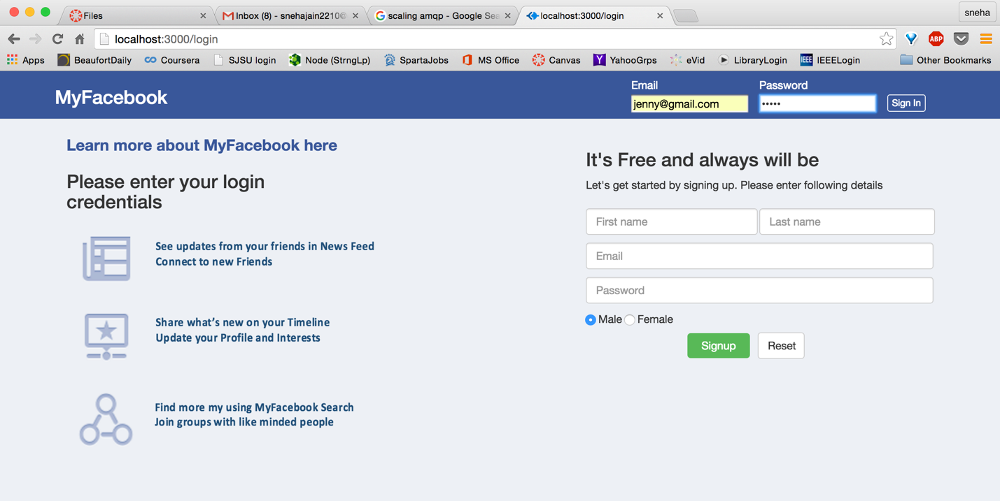 Files
Inbox (8) - snehajain2210@
scaling amqp - Google Sea
localhost:3000/login
sneha
localhost:3000/login
ABP
Apps
BeaufortDaily
Coursera
SJSU login
Node (StrngLp)
SpartaJobs
MS Office
Canvas
YahooGrps
eVid
LibraryLogin
IEEE
IEEELogin
Other Bookmarks
MyFacebook
Email
Password
jenny@gmail.com
•••••
Sign In
Learn more about MyFacebook here
Please enter your login
credentials
See updates from your friends in News Feed
Connect to new Friends
Share what's new on your Timeline
Update your Profile and Interests
Find more my using MyFacebook Search
Join groups with like minded people
It's Free and always will be
Let's get started by signing up. Please enter following details
First name
Last name
Email
Password
Male
Female
Signup
Reset